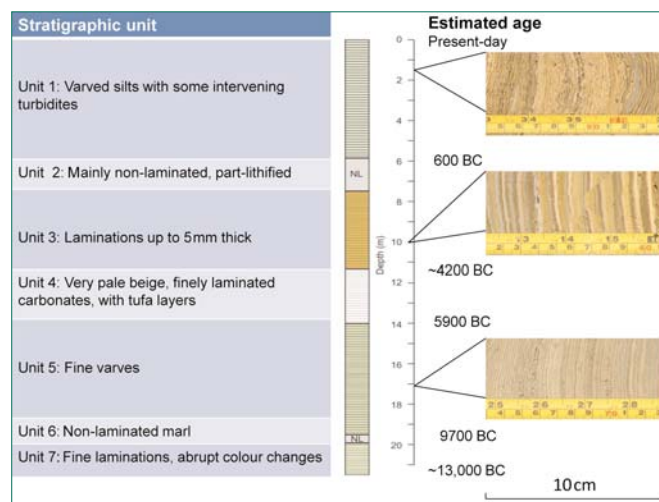 Stratigraphic unit
Unit 1: Varved silts with some intervening
turbidites
Unit 2: Mainly non-laminated, part-lithified
Unit 3: Laminations up to 5mm thick
Unit 4: Very pale beige, finely laminated
carbonates, with tufa layers
Unit 5: Fine varves
Unit 6: Non-laminated marl
Unit 7: Fine laminations, abrupt colour changes
NL
NL
Depth (m)
0
2
4
6
8
10
12
14
16
18
20
Estimated age
Present-day
600 BC
~4200 BC
5900 BC
9700 BC
~13,000 BC
10cm